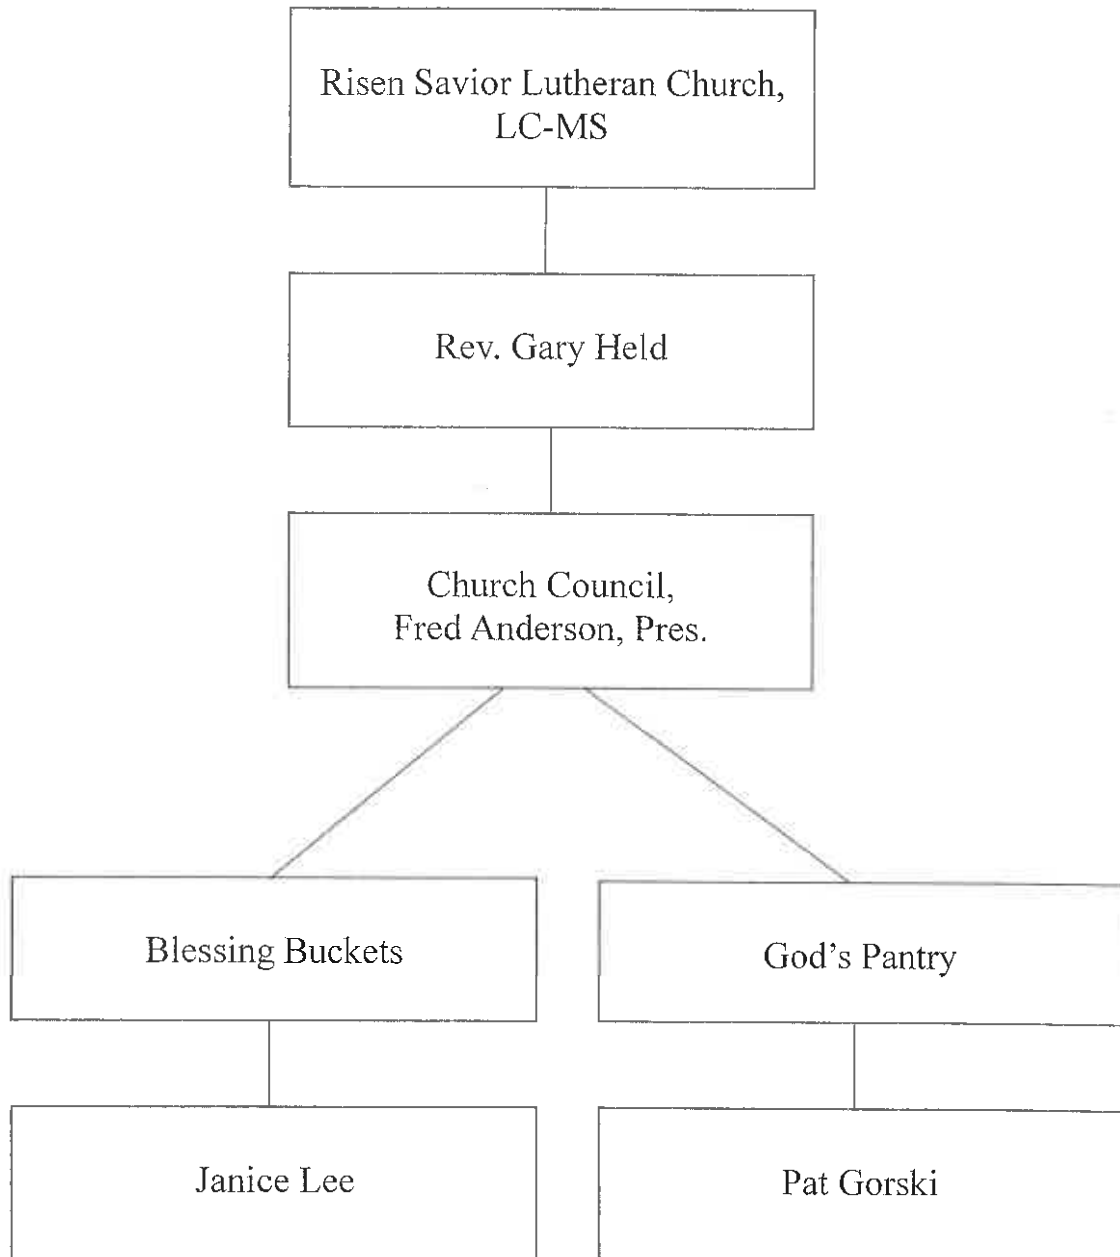 Risen Savior Lutheran Church,
LC-MS
Rev. Gary Held
Church Council,
Fred Anderson, Pres.
Blessing Buckets
God's Pantry
Janice Lee
Pat Gorski